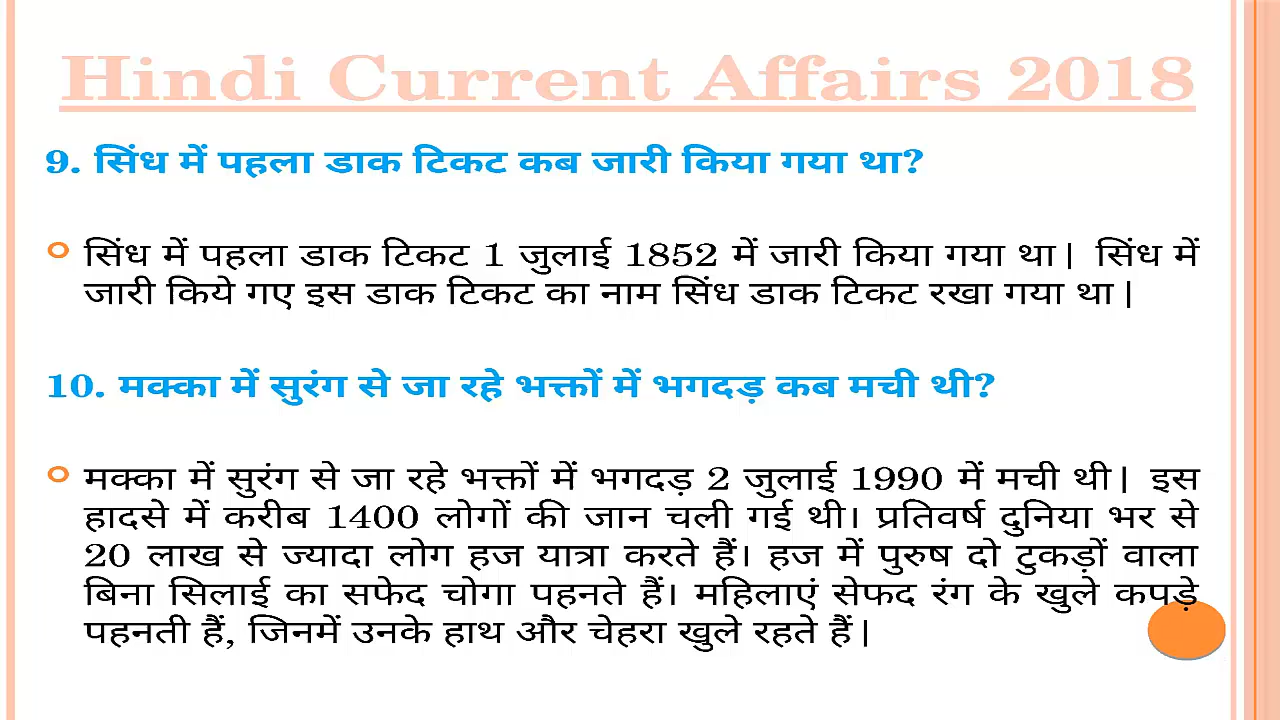 Hindi Current Affairs 2018
9. सिंध में पहला डाक टिकट कब जारी किया गया था?
सिंध में पहला डाक टिकट 1 जुलाई 1852 में जारी किया गया था| सिंध में
जारी किये गए इस डाक टिकट का नाम सिंध डाक टिकट रखा गया था|
10. मक्का में सुरंग से जा रहे भक्तों में भगदड़ कब मची थी?
मक्का में सुरंग से जा रहे भक्तों में भगदड़ 2 जुलाई 1990 में मची थी| इस
हादसे में करीब 1400 लोगों की जान चली गई थी। प्रतिवर्ष दुनिया भर से
20 लाख से ज्यादा लोग हज यात्रा करते हैं। हज में पुरुष दो टुकड़ों वाला
बिना सिलाई का सफेद चोगा पहनते हैं। महिलाएं सेफद रंग के खुले कपड़े
पहनती हैं, जिनमें उनके हाथ और चेहरा खुले रहते हैं|